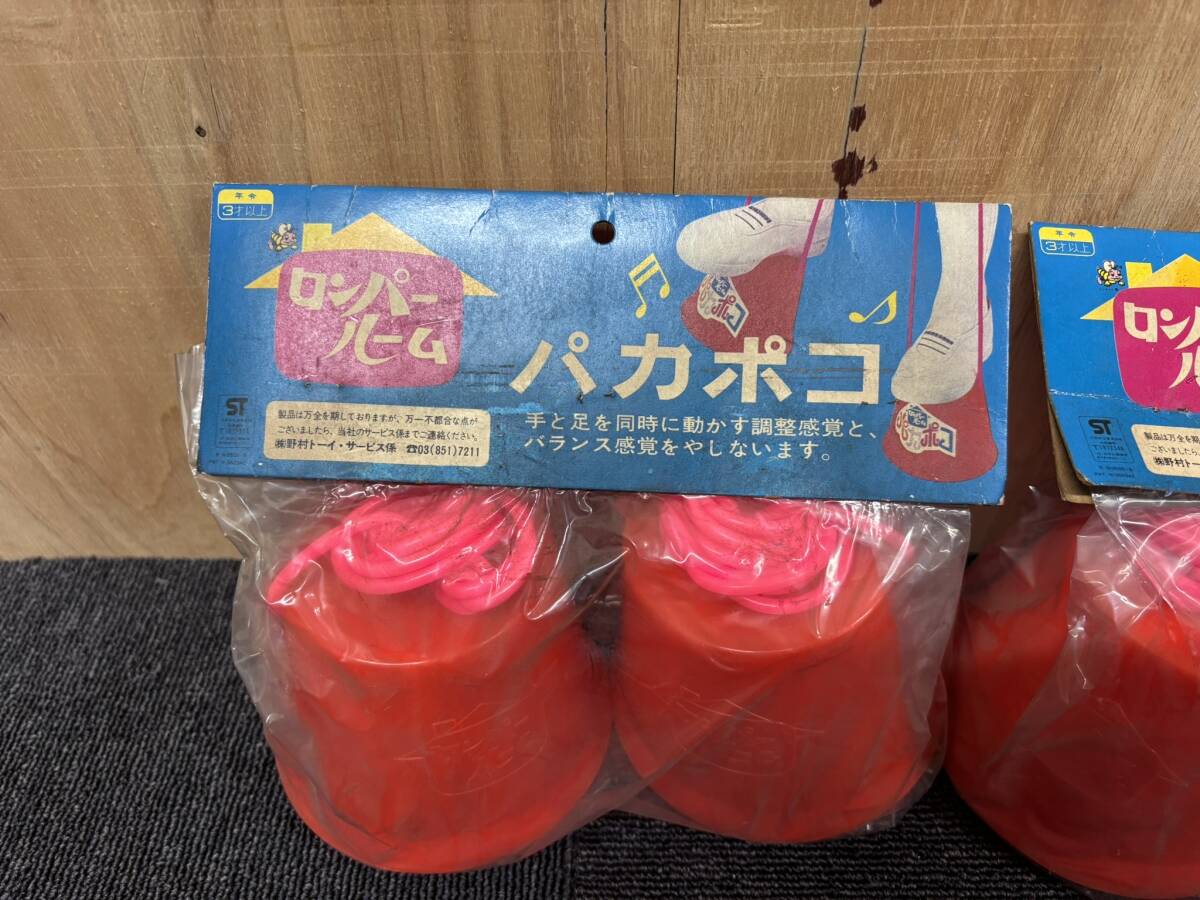 年令
3才以上
ロンパー
ルーム
パカポコ
手と足を同時に動かす調整感覚と、
バランス感覚をやしないます。
ST
製品は万全を期しておりますが、万一不都合な点が
ございましたら、当社のサービス係までご連絡ください。
㈱野村トーイ・サービス係 ☎03(851)7211
年令
3才以上
ロンパ
ST
製品は万全を期
ございましたら、
㈱野村トー